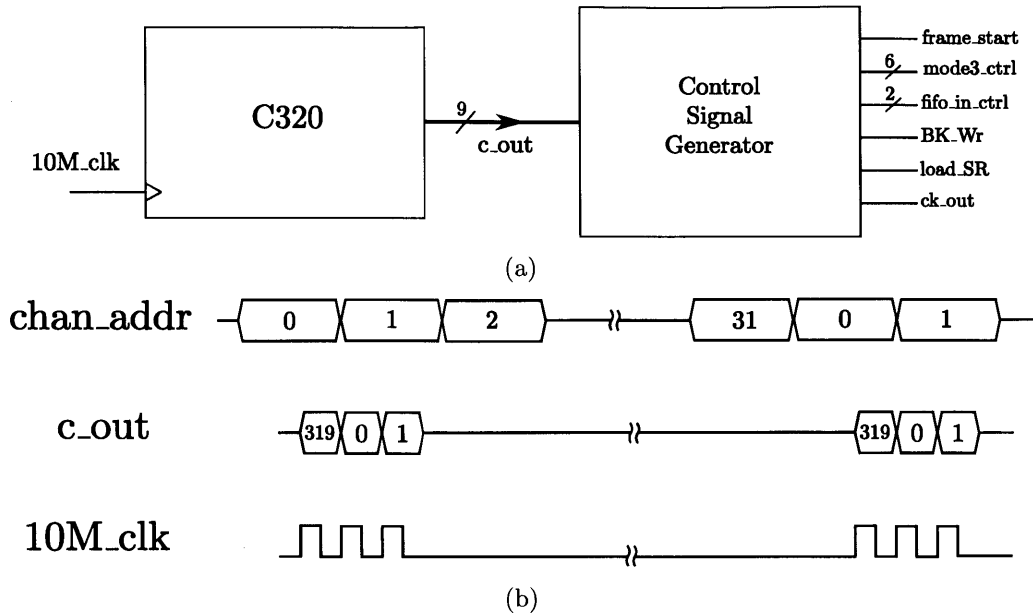 frame_start
6
mode3_ctrl
2
fifo_in_ctrl
BK_Wr
load_SR
ck_out
C320
9
c_out
Control
Signal
Generator
10M_clk
(a)
chan_addr 0 1 2 31 0 1
c_out 319 0 1 319 0 1
10M_clk
(b)